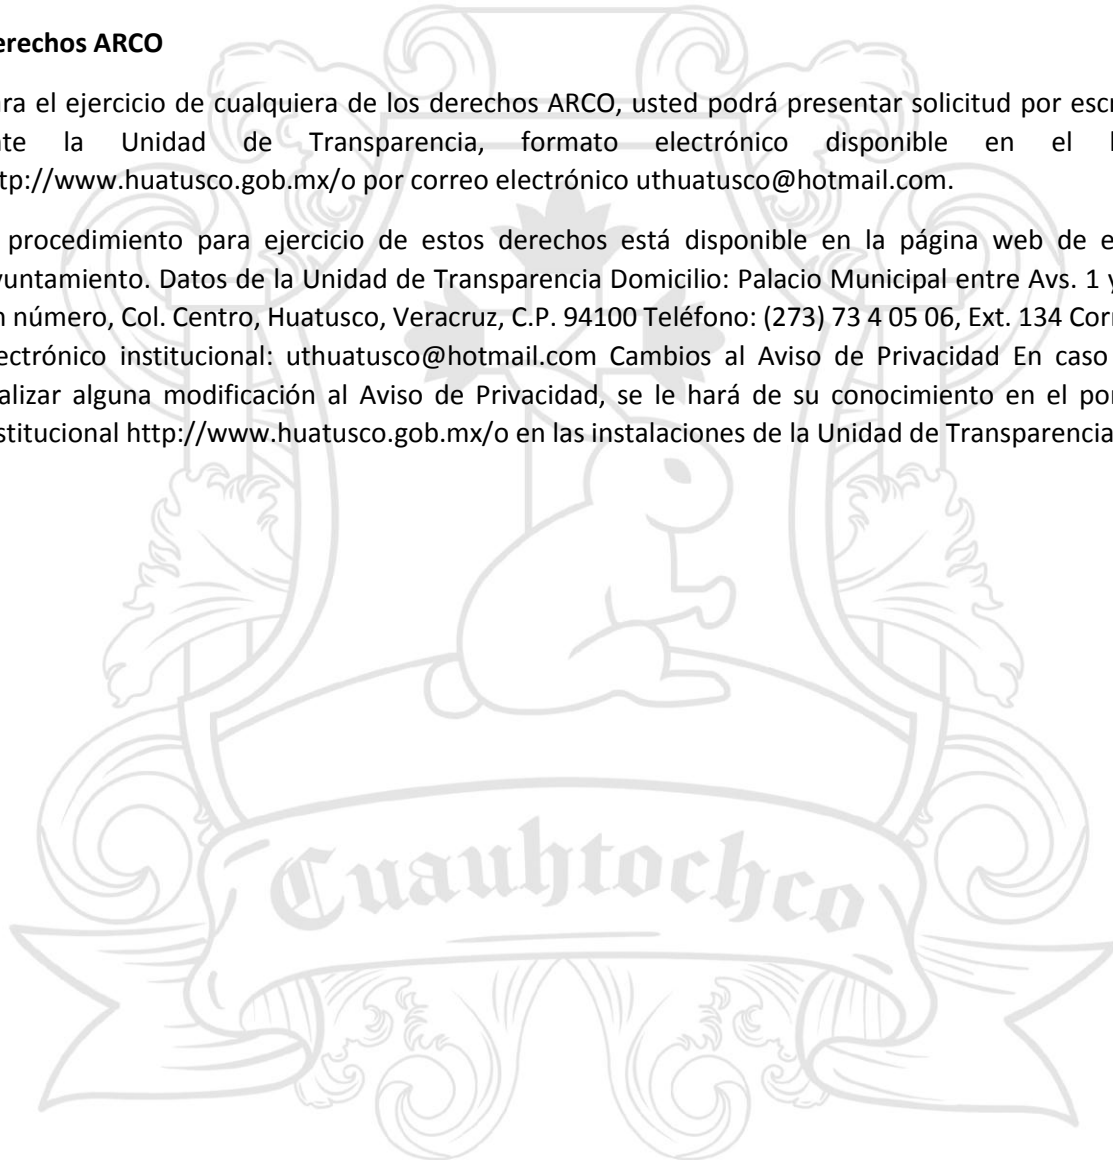 erechos ARCO
ara el ejercicio de cualquiera de los derechos ARCO, usted podrá presentar solicitud por escr
nte la Unidad de Transparencia, formato electrónico disponible en el l
tp://www.huatusco.gob.mx/o por correo electrónico uthuatusco@hotmail.com.
procedimiento para ejercicio de estos derechos está disponible en la página web de e
yuntamiento. Datos de la Unidad de Transparencia Domicilio: Palacio Municipal entre Avs. 1 y
n número, Col. Centro, Huatusco, Veracruz, C.P. 94100 Teléfono: (273) 73 4 05 06, Ext. 134 Corr
ectrónico institucional: uthuatusco@hotmail.com Cambios al Aviso de Privacidad En caso
alizar alguna modificación al Aviso de Privacidad, se le hará de su conocimiento en el por
stitucional http://www.huatusco.gob.mx/o en las instalaciones de la Unidad de Transparencia
Cuauhtochco